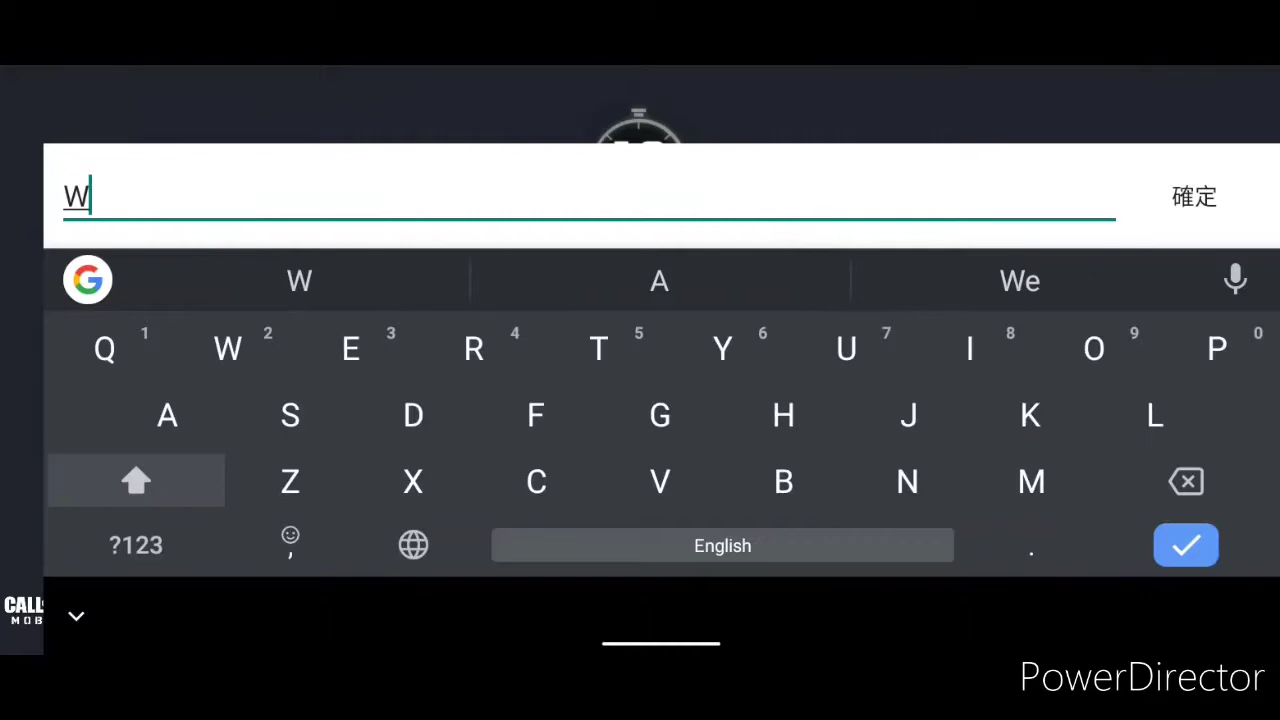 W
確定
W A We
Q 1 W 2 E 3 R 4 T 5 Y 6 U 7 I 8 O 9 P 0
A S D F G H J K L
Z X C V B N M
?123 , English .
CALL
MOB
PowerDirector